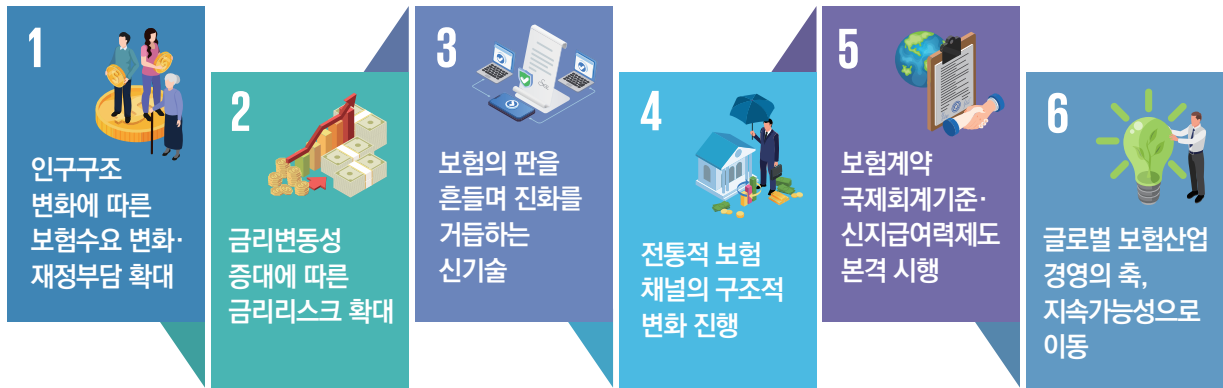 1
인구구조
변화에 따른
보험수요 변화·
재정부담 확대
2
금리변동성
증대에 따른
금리리스크 확대
3
보험의 판을
흔들며 진화를
거듭하는
신기술
4
전통적 보험
채널의 구조적
변화 진행
5
보험계약
국제회계기준·
신지급여력제도
본격 시행
6
글로벌 보험산업
경영의 축,
지속가능성으로
이동